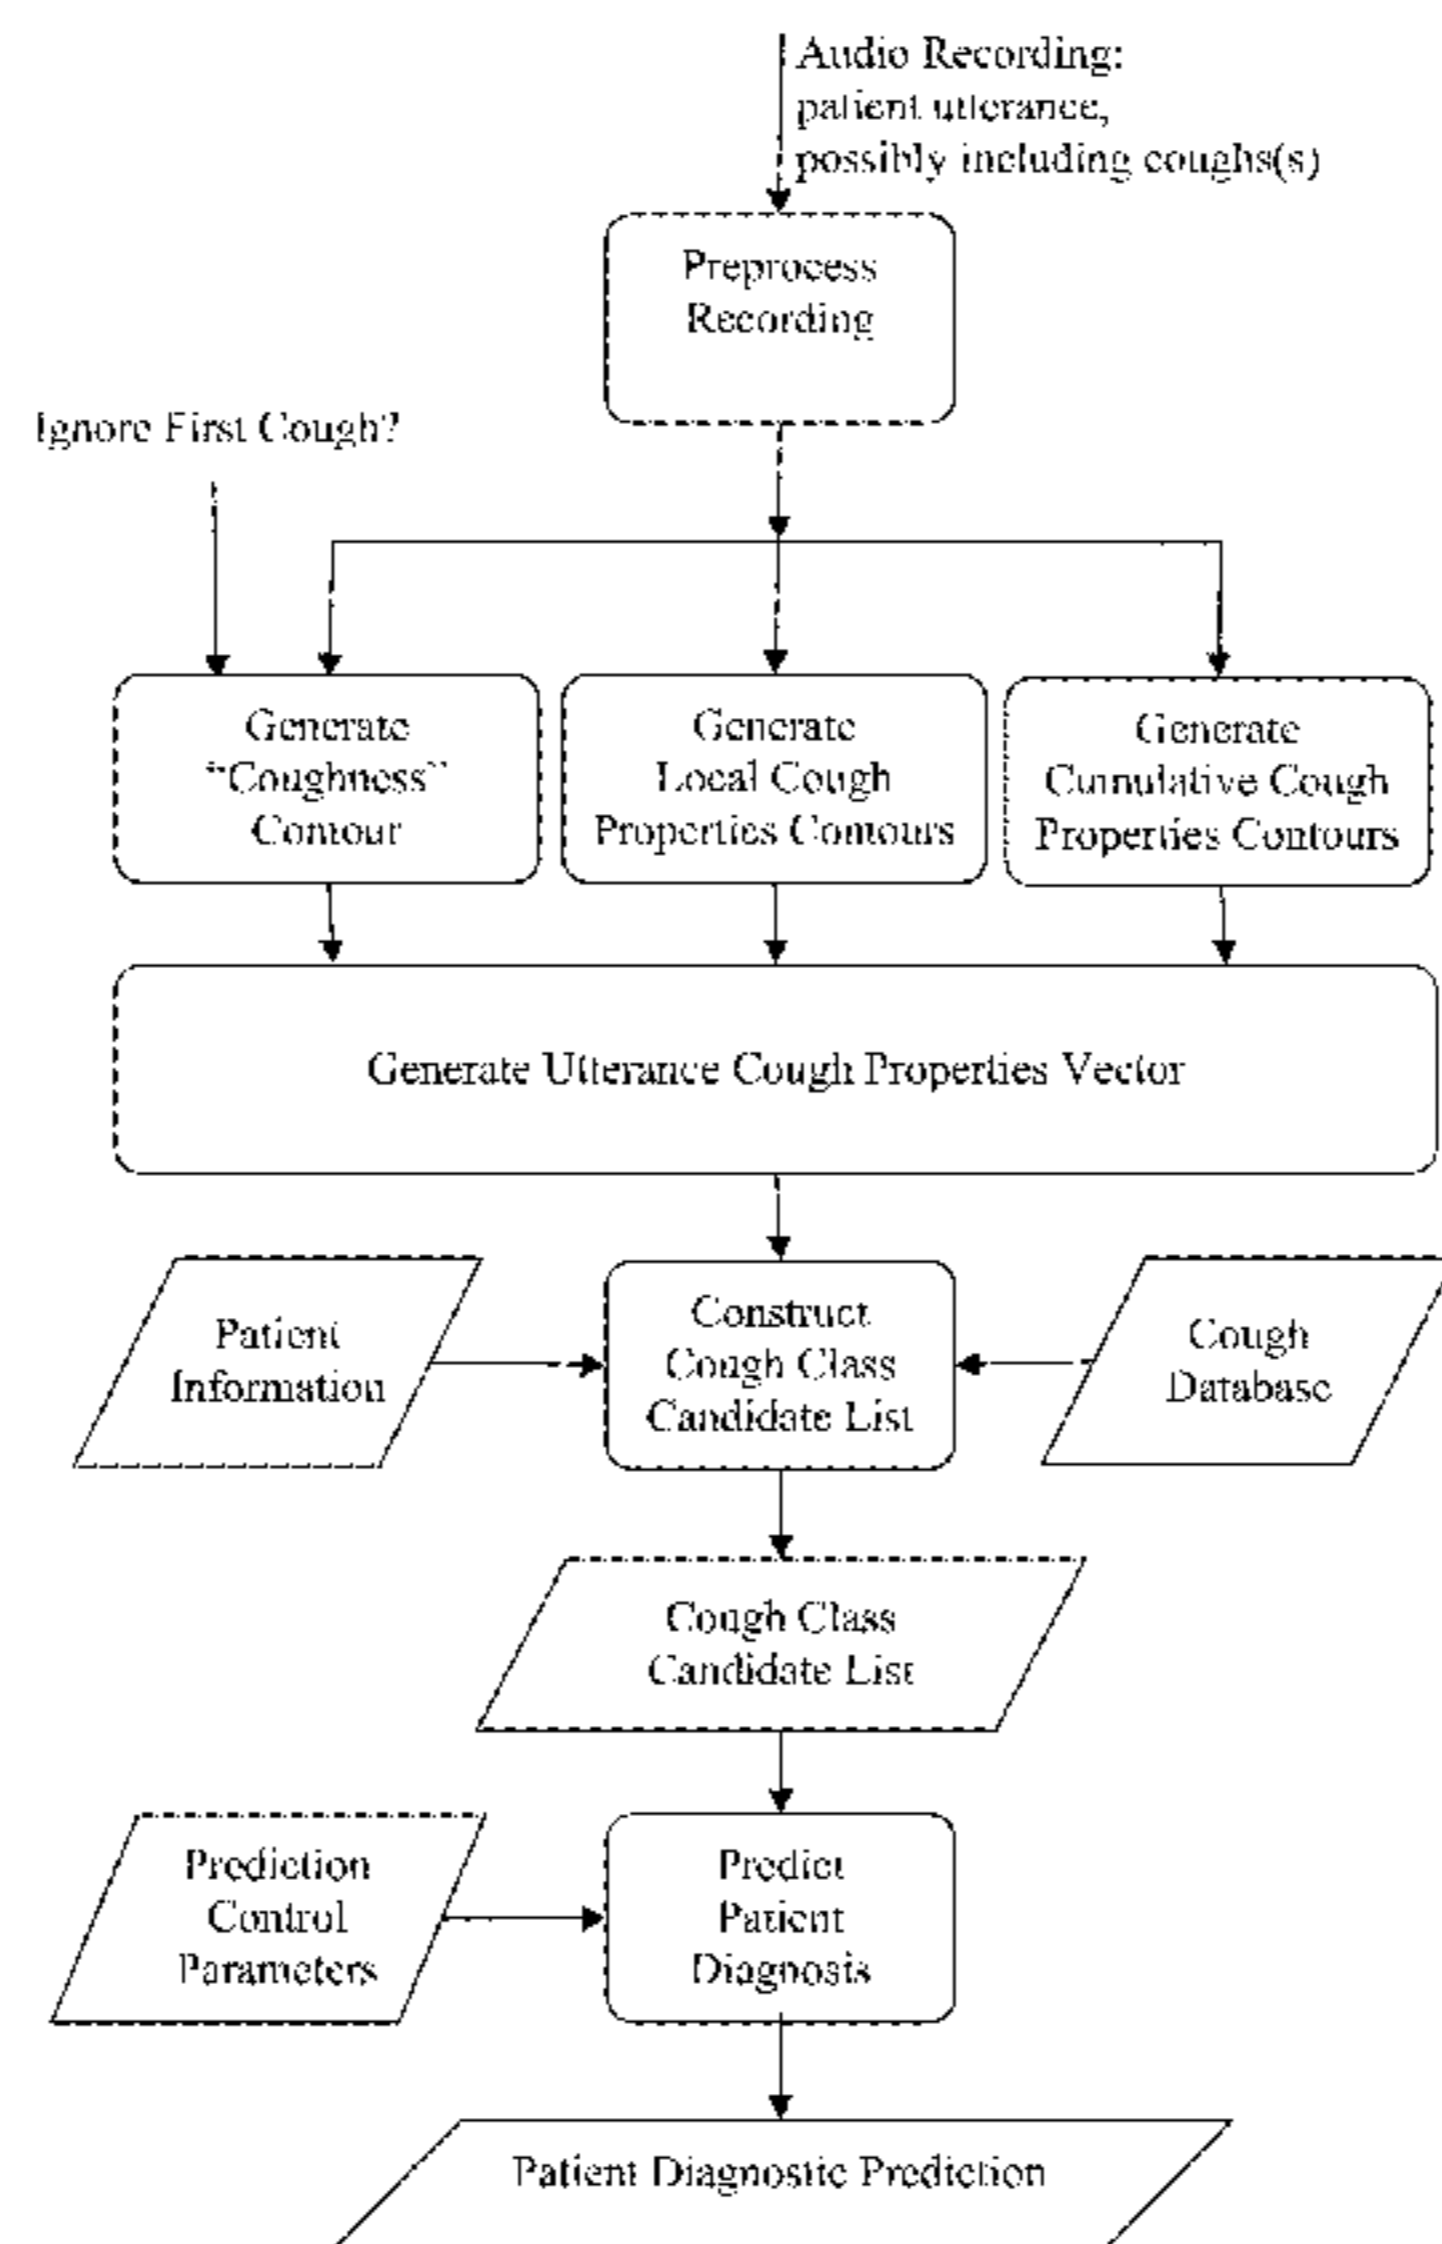 Audio Recording:
patient utterance,
possibly including coughs(s)
Preprocess
Recording
Ignore First Cough?
Generate
“Coughness”
Contour
Generate
Local Cough
Properties Contours
Generate
Cumulative Cough
Properties Contours
Generate Utterance Cough Properties Vector
Patient
Information
Construct
Cough Class
Candidate List
Cough
Database
Cough Class
Candidate List
Prediction
Control
Parameters
Predict
Patient
Diagnosis
Patient Diagnostic Prediction